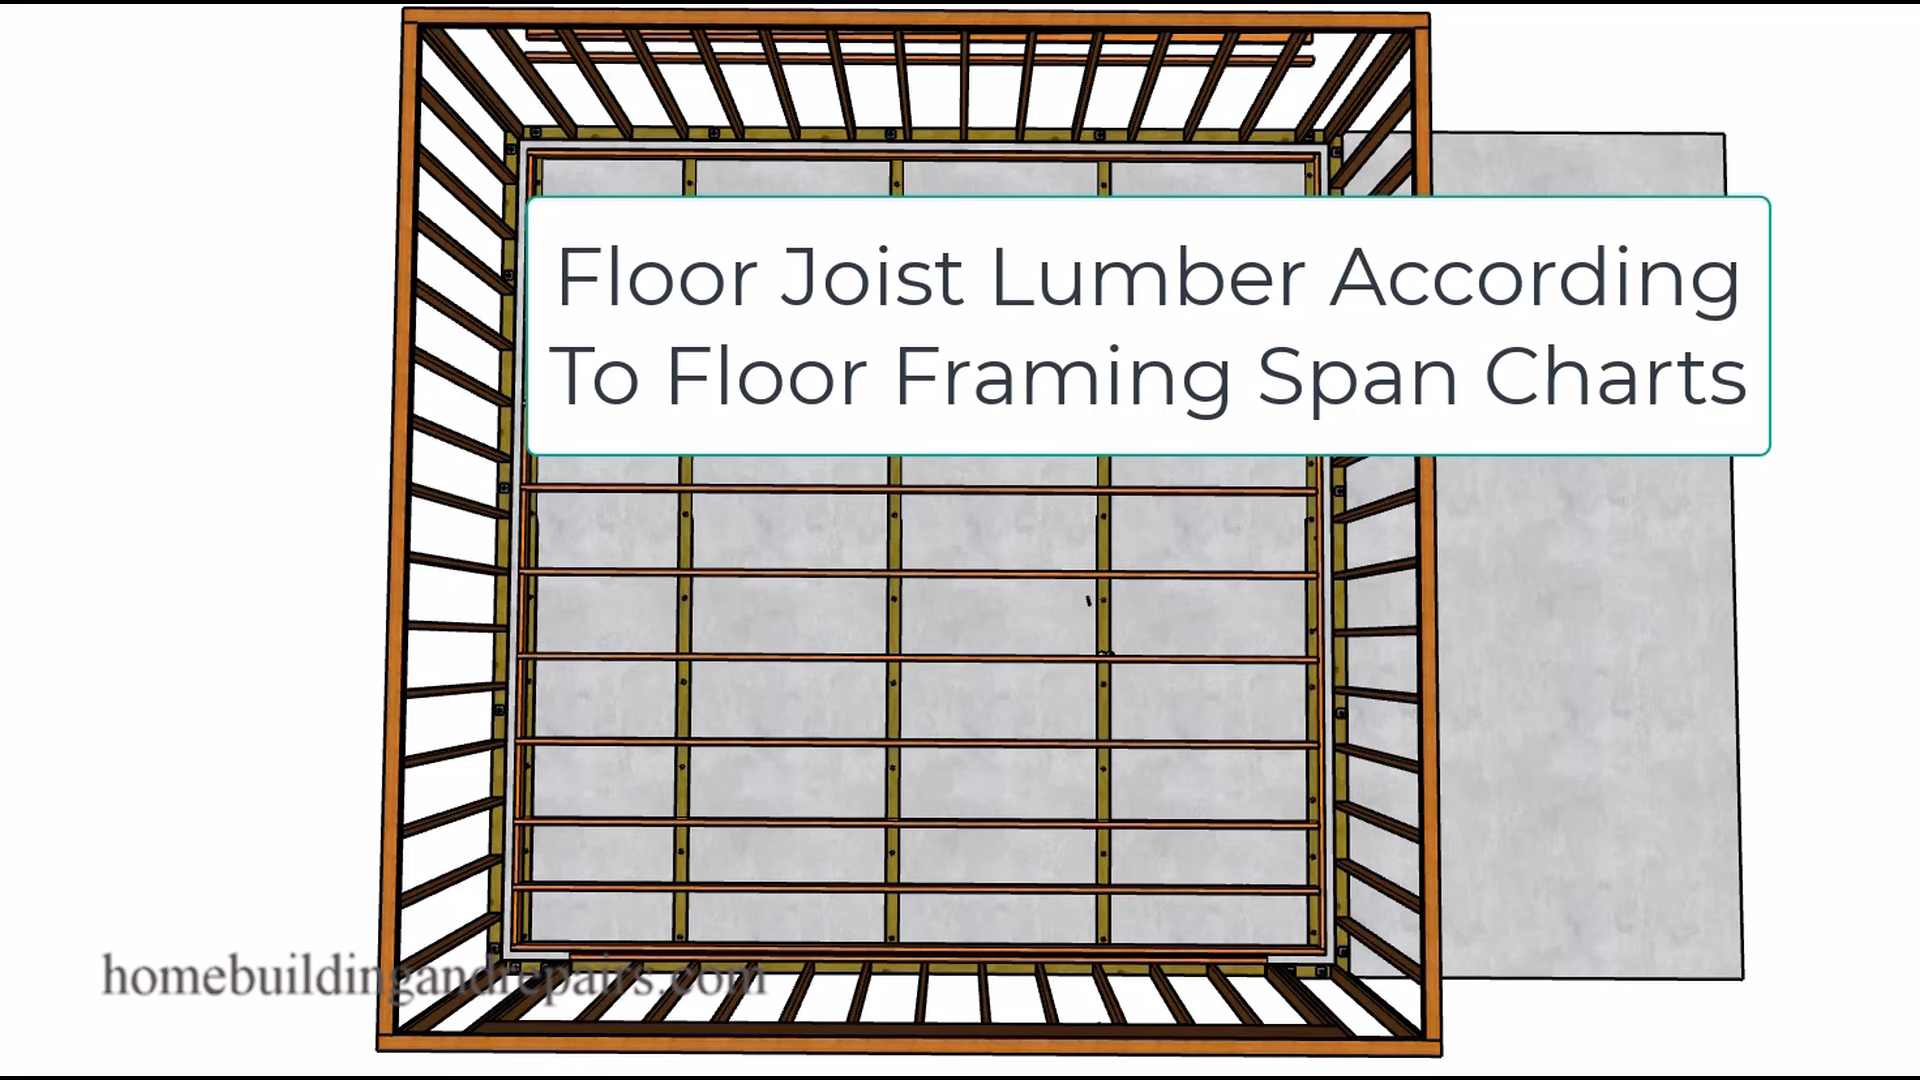 Floor Joist Lumber According
To Floor Framing Span Charts
homebuildingandrepairs.com